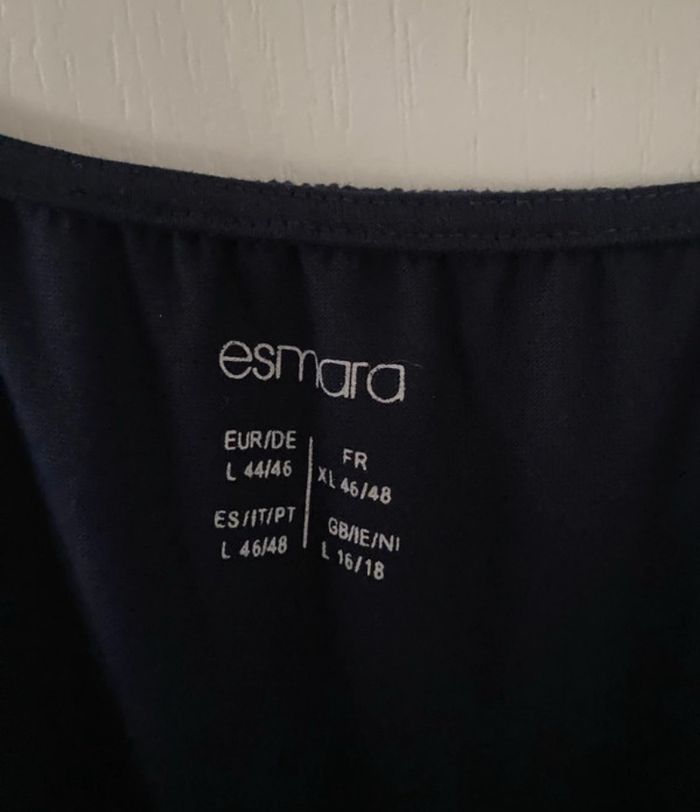 esmara
EUR/DE
L 44/46
FR
XL 46/48
ES/IT/PT
L 46/48
GB/IE/NI
L 16/18